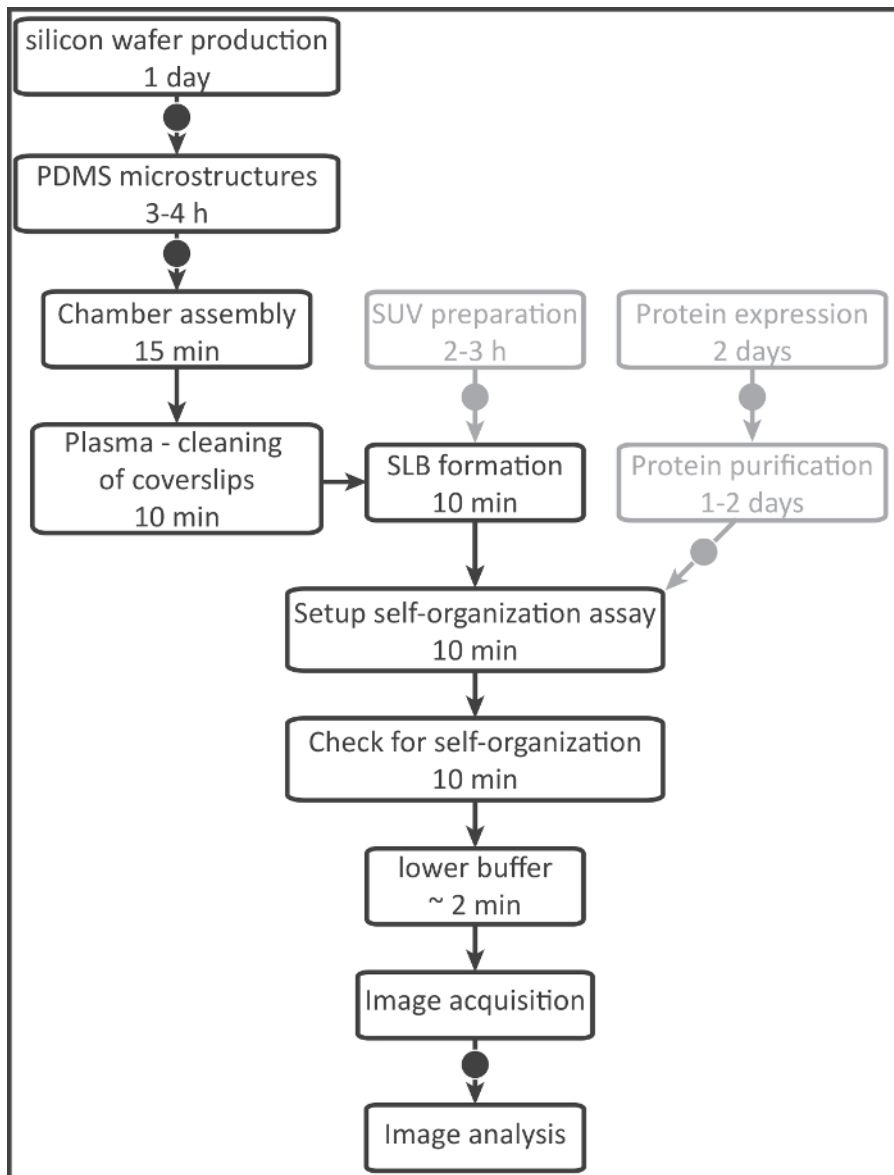 silicon wafer production
1 day
PDMS microstructures
3-4 h
Chamber assembly
15 min
SUV preparation
2-3 h
Protein expression
2 days
Plasma - cleaning
of coverslips
10 min
SLB formation
10 min
Protein purification
1-2 days
Setup self-organization assay
10 min
Check for self-organization
10 min
lower buffer
~ 2 min
Image acquisition
Image analysis